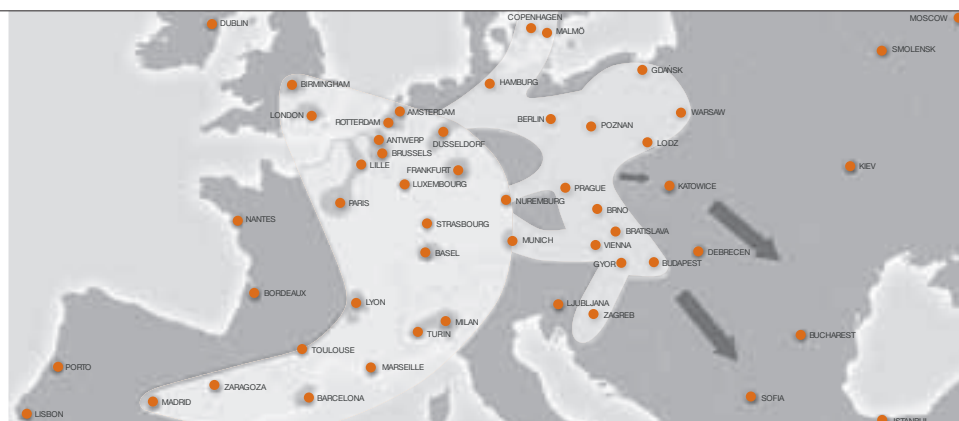 COPENHAGEN
MOSCOW
DUBLIN
MALMÖ
SMOLENSK
GDAŃSK
BIRMINGHAM
HAMBURG
LONDON
AMSTERDAM
ROTTERDAM
BERLIN
POZNAN
WARSAW
ANTWERP
DUSSELDORF
LODZ
BRUSSELS
LILLE
FRANKFURT
KIEV
LUXEMBOURG
PRAGUE
KATOWICE
PARIS
NUREMBURG
BRNO
NANTES
STRASBOURG
BRATISLAVA
MUNICH
VIENNA
BASEL
DEBRECEN
GYOR
BUDAPEST
BORDEAUX
LYON
LJUBLJANA
ZAGREB
MILAN
TURIN
BUCHAREST
TOULOUSE
PORTO
MARSEILLE
ZARAGOZA
MADRID
BARCELONA
SOFIA
LISBON
ISTANBUL